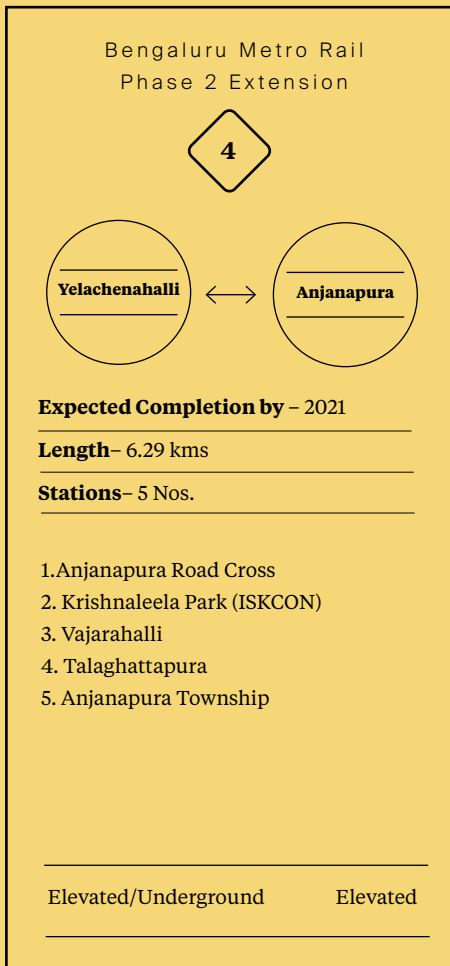 Bengaluru Metro Rail
Phase 2 Extension
4
Yelachenahalli
Anjanapura
Expected Completion by – 2021
Length– 6.29 kms
Stations– 5 Nos.
1.Anjanapura Road Cross
2. Krishnaleela Park (ISKCON)
3. Vajarahalli
4. Talaghattapura
5. Anjanapura Township
Elevated/Underground Elevated